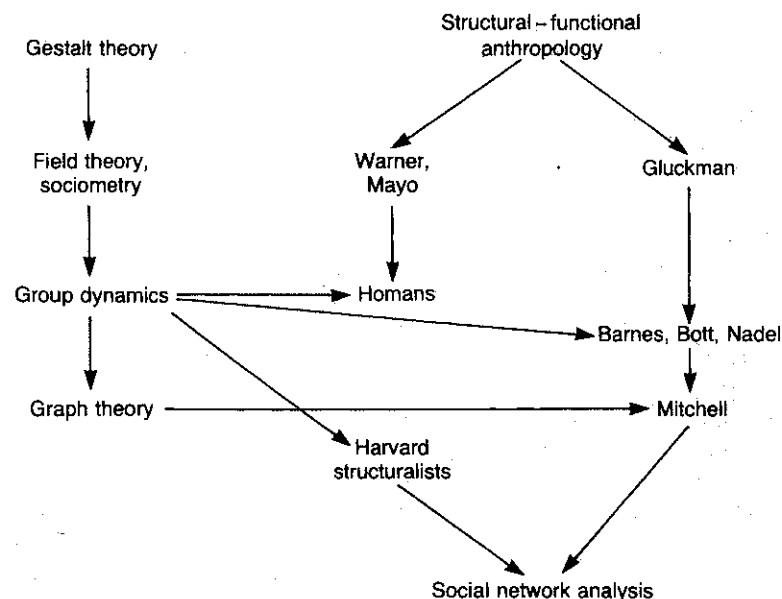 Structural–functional
anthropology
Gestalt theory
Field theory,
sociometry
Warner,
Mayo
Gluckman
Group dynamics
Homans
Barnes, Bott, Nadel
Graph theory
Mitchell
Harvard
structuralists
Social network analysis